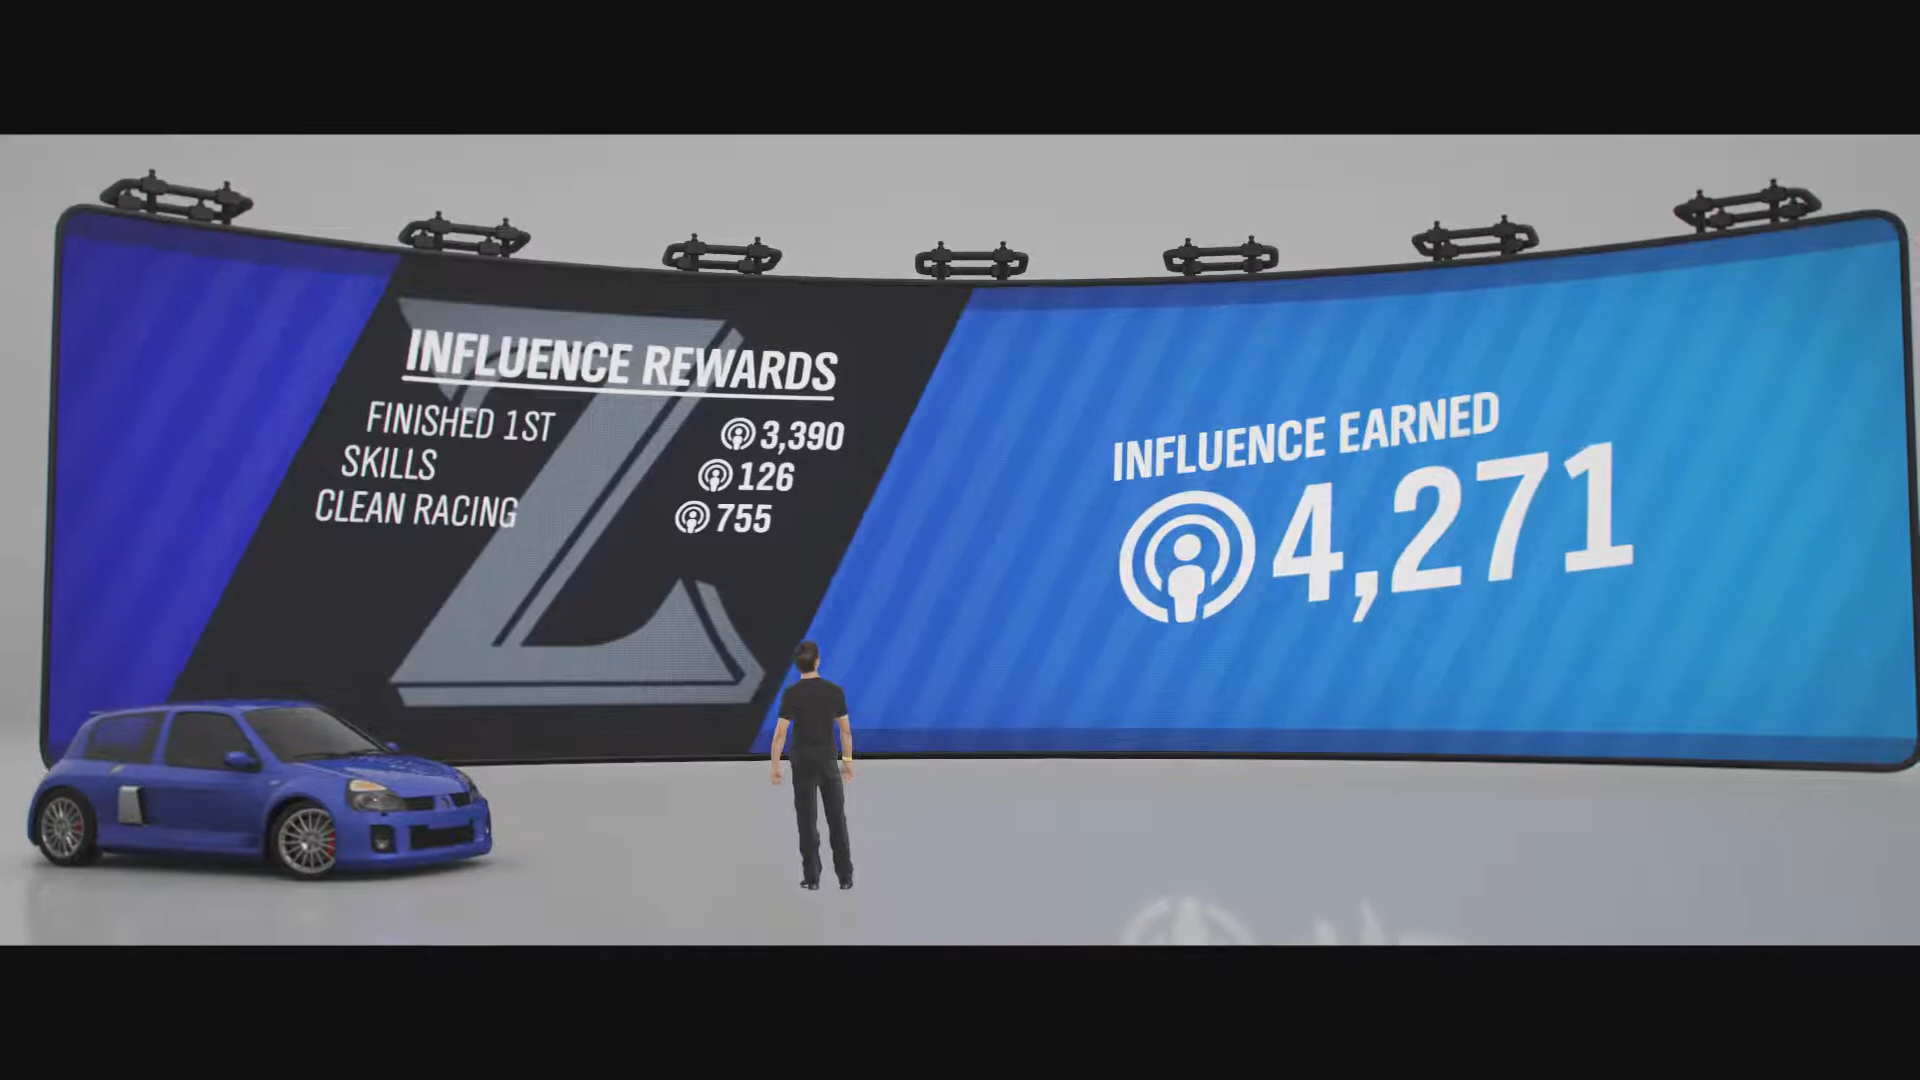 INFLUENCE REWARDS
FINISHED 1ST 3,390
SKILLS 126
CLEAN RACING 755
Z
INFLUENCE EARNED
4,271